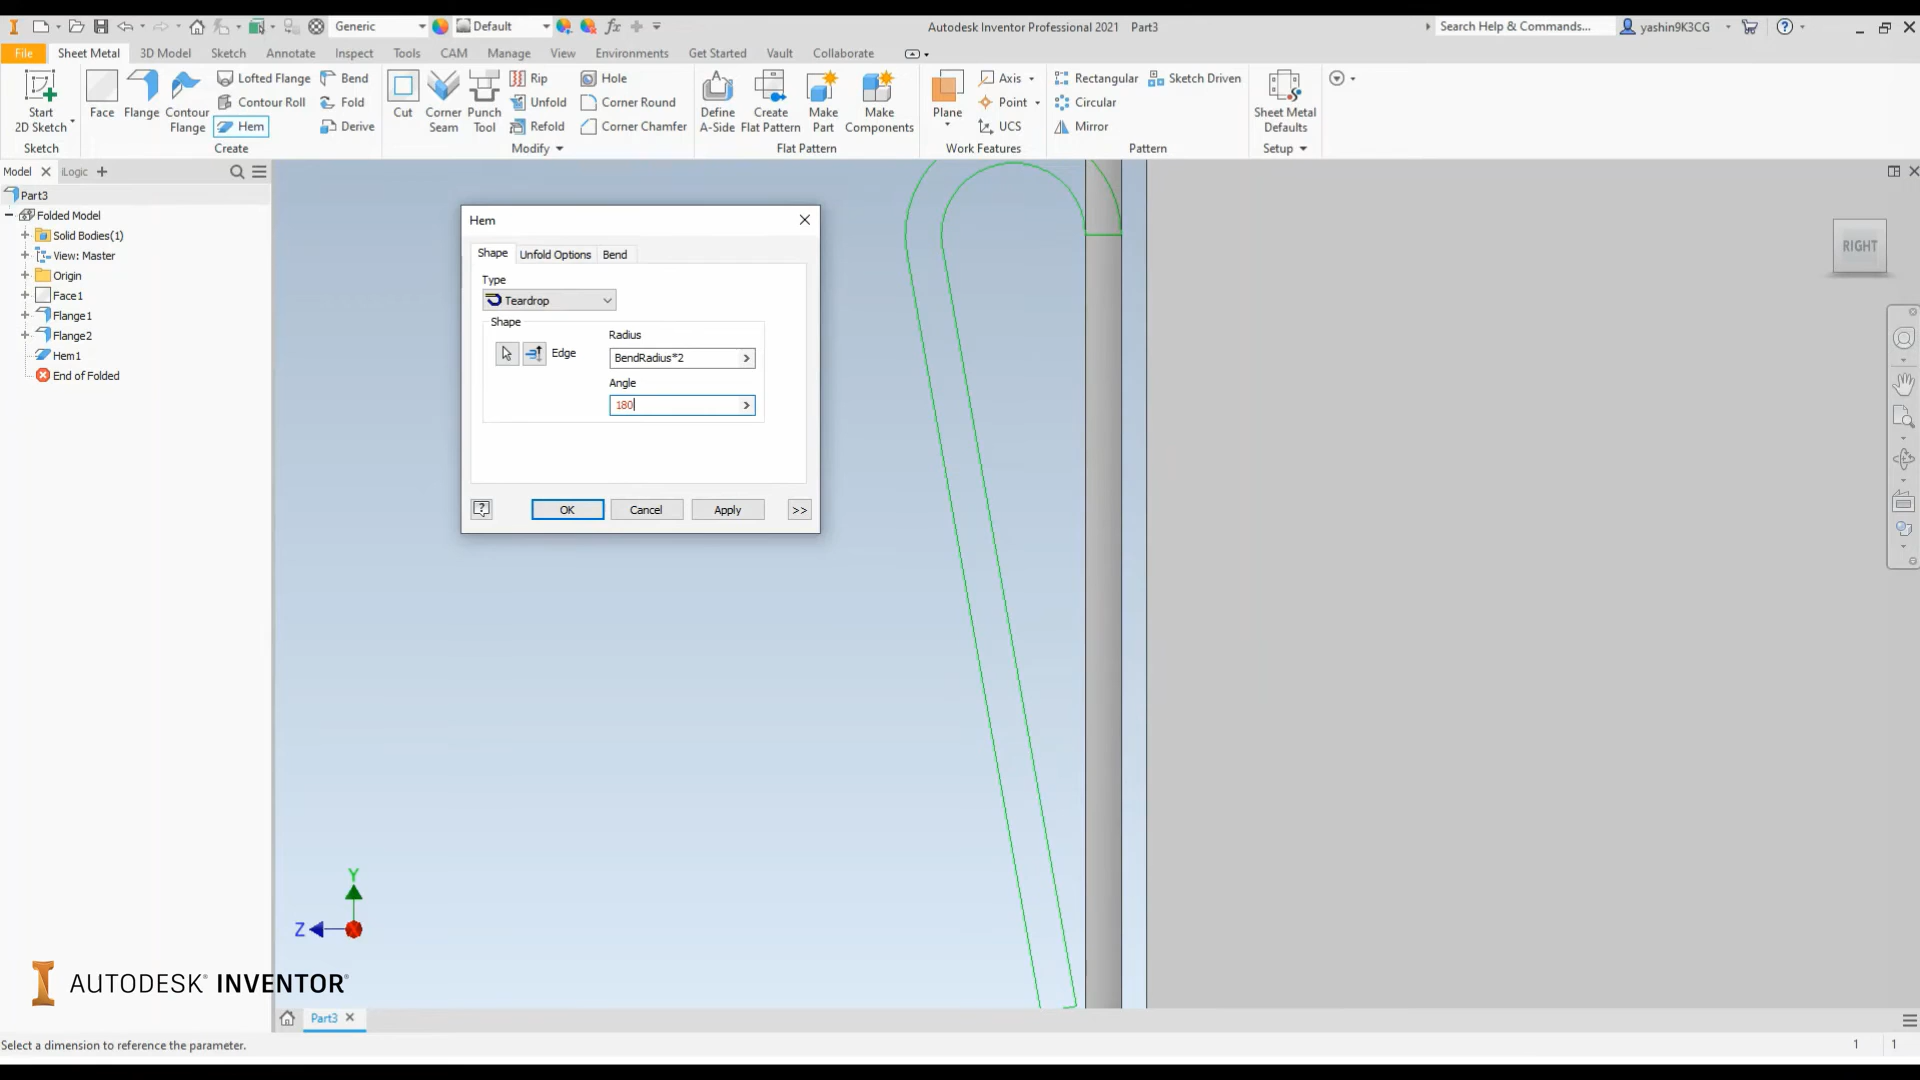 Generic
Default
fx
Autodesk Inventor Professional 2021 Part3
Search Help & Commands...
yashin9K3CG
File
Sheet Metal
3D Model
Sketch
Annotate
Inspect
Tools
CAM
Manage
View
Environments
Get Started
Vault
Collaborate
Start
2D Sketch
Face
Flange
Contour
Flange
Lofted Flange
Contour Roll
Hem
Bend
Fold
Derive
Cut
Corner
Seam
Punch
Tool
Rip
Unfold
Refold
Hole
Corner Round
Corner Chamfer
Define
A-Side
Create
Flat Pattern
Make
Part
Make
Components
Plane
Axis
Point
UCS
Rectangular
Circular
Mirror
Sketch Driven
Sheet Metal
Defaults
Sketch
Create
Modify
Flat Pattern
Work Features
Pattern
Setup
Model
iLogic
Part3
Folded Model
Solid Bodies(1)
View: Master
Origin
Face1
Flange1
Flange2
Hem1
End of Folded
Hem
Shape
Unfold Options
Bend
Type
Teardrop
Shape
Edge
Radius
BendRadius*2
Angle
180
OK
Cancel
Apply
>>
RIGHT
Y
Z
AUTODESK® INVENTOR®
Part3
Select a dimension to reference the parameter.
1
1